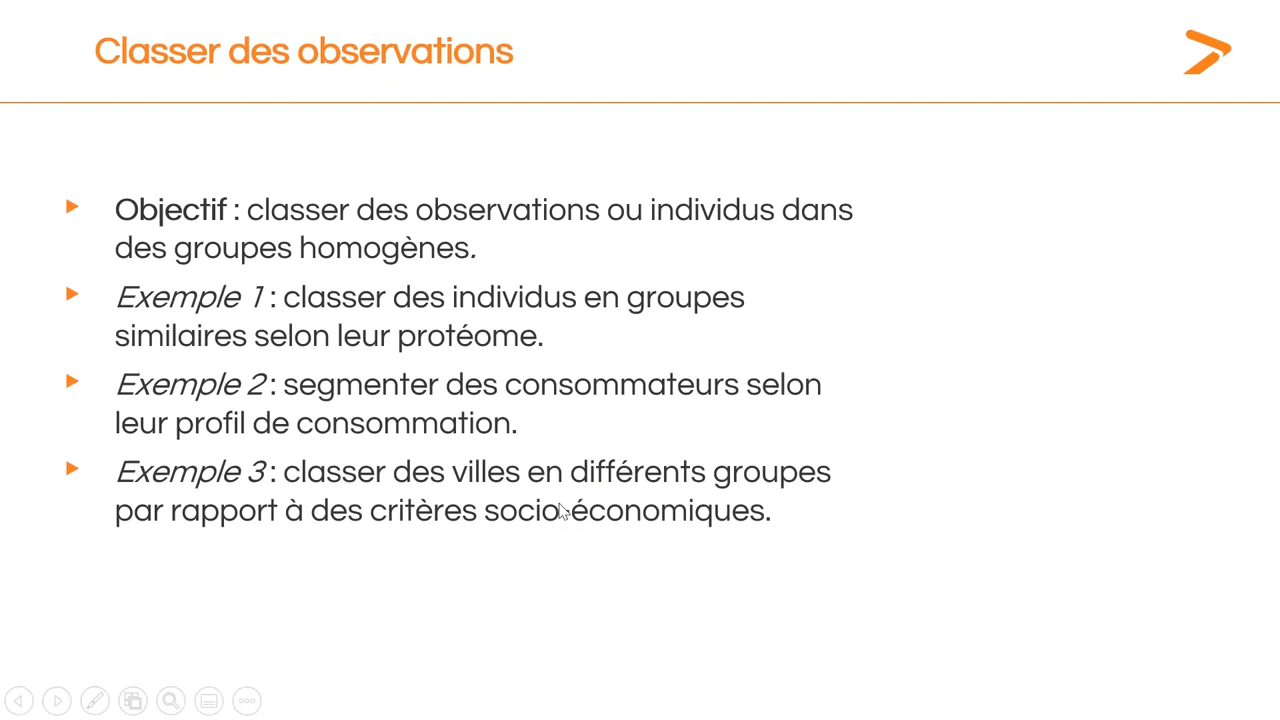 Classer des observations
Objectif : classer des observations ou individus dans
des groupes homogènes.
Exemple 1 : classer des individus en groupes
similaires selon leur protéome.
Exemple 2 : segmenter des consommateurs selon
leur profil de consommation.
Exemple 3 : classer des villes en différents groupes
par rapport à des critères socio-économiques.